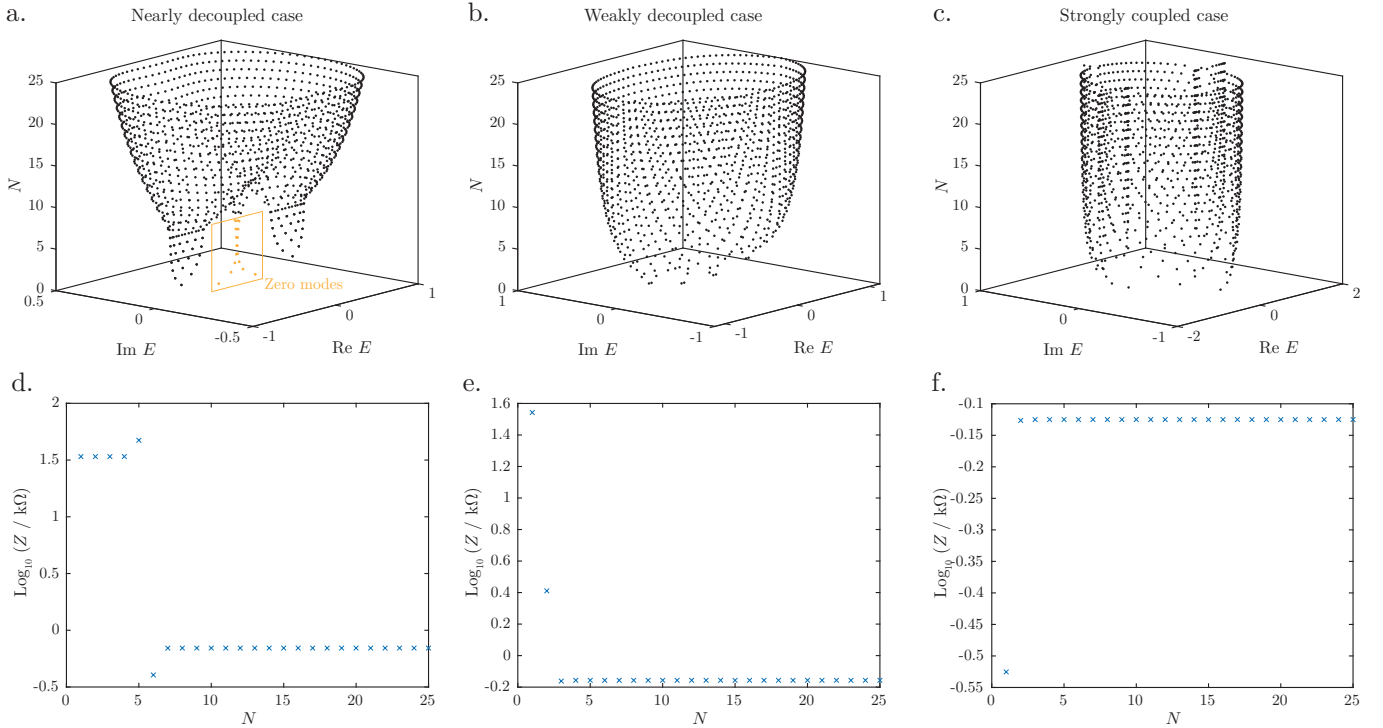 a.
Nearly decoupled case
25
20
15
10
5
0
N
0.5
0
-0.5
Im E
-1
0
1
Re E
Zero modes
b.
Weakly decoupled case
25
20
15
10
5
0
N
1
0
-1
Im E
-1
0
1
Re E
c.
Strongly coupled case
25
20
15
10
5
0
N
1
0
-1
Im E
-2
0
2
Re E
d.
2
1.5
1
0.5
0
-0.5
Log₁₀ (Z / kΩ)
0 5 10 15 20 25
N
e.
1.6
1.4
1.2
1
0.8
0.6
0.4
0.2
0
-0.2
Log₁₀ (Z / kΩ)
0 5 10 15 20 25
N
f.
-0.1
-0.15
-0.2
-0.25
-0.3
-0.35
-0.4
-0.45
-0.5
-0.55
Log₁₀ (Z / kΩ)
0 5 10 15 20 25
N